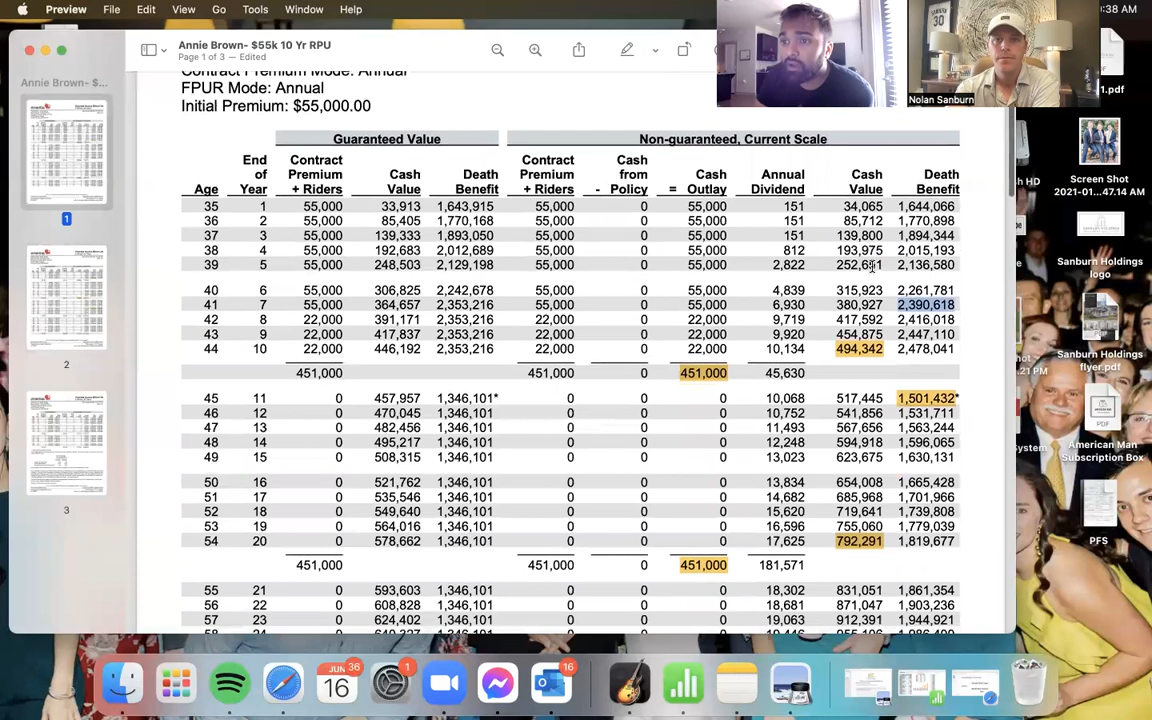 Preview File Edit View Go Tools Window Help
:38 AM
Annie Brown- $55k 10 Yr RPU
Page 1 of 3 — Edited
Annie Brown- $5...
1
2
3
Contract Premium Mode: Annual
FPUR Mode: Annual
Initial Premium: $55,000.00
Guaranteed Value Non-guaranteed, Current Scale
End Contract Contract Cash
of Premium Cash Death Premium from Cash Annual Cash Death
Age Year + Riders Value Benefit + Riders - Policy = Outlay Dividend Value Benefit
35 1 55,000 33,913 1,643,915 55,000 0 55,000 151 34,065 1,644,066
36 2 55,000 85,405 1,770,168 55,000 0 55,000 151 85,712 1,770,898
37 3 55,000 139,333 1,893,050 55,000 0 55,000 151 139,800 1,894,344
38 4 55,000 192,683 2,012,689 55,000 0 55,000 812 193,975 2,015,193
39 5 55,000 248,503 2,129,198 55,000 0 55,000 2,822 2,136,580
40 6 55,000 306,825 2,242,678 55,000 0 55,000 4,839 315,923 2,261,781
41 7 55,000 364,657 2,353,216 55,000 0 55,000 6,930 380,927 2,390,618
42 8 22,000 391,171 2,353,216 22,000 0 22,000 9,719 417,592 2,416,018
43 9 22,000 417,837 2,353,216 22,000 0 22,000 9,920 454,875 2,447,110
44 10 22,000 446,192 2,353,216 22,000 0 22,000 10,134 494,342 2,478,041
451,000 451,000 0 451,000 45,630
45 11 0 457,957 1,346,101* 0 0 0 10,068 517,445 1,501,432*
46 12 0 470,045 1,346,101 0 0 0 10,752 541,856 1,531,711
47 13 0 482,456 1,346,101 0 0 0 11,493 567,656 1,563,244
48 14 0 495,217 1,346,101 0 0 0 12,248 594,918 1,596,065
49 15 0 508,315 1,346,101 0 0 0 13,023 623,675 1,630,131
50 16 0 521,762 1,346,101 0 0 0 13,834 654,008 1,665,428
51 17 0 535,546 1,346,101 0 0 0 14,682 685,968 1,701,966
52 18 0 549,640 1,346,101 0 0 0 15,620 719,641 1,739,808
53 19 0 564,016 1,346,101 0 0 0 16,596 755,060 1,779,039
54 20 0 578,662 1,346,101 0 0 0 17,625 792,291 1,819,677
451,000 451,000 0 451,000 181,571
55 21 0 593,603 1,346,101 0 0 0 18,302 831,051 1,861,354
56 22 0 608,828 1,346,101 0 0 0 18,681 871,047 1,903,236
57 23 0 624,402 1,346,101 0 0 0 19,063 912,391 1,944,921
SANBURN
30
Nolan Sanburn
1.pdf
Screen Shot
2021-01...47.14 AM
Sanburn Holdings
logo
Sanburn Holdings
flyer.pdf
PDF
American Man
Subscription Box
PFS
JUN 36
16
1
16